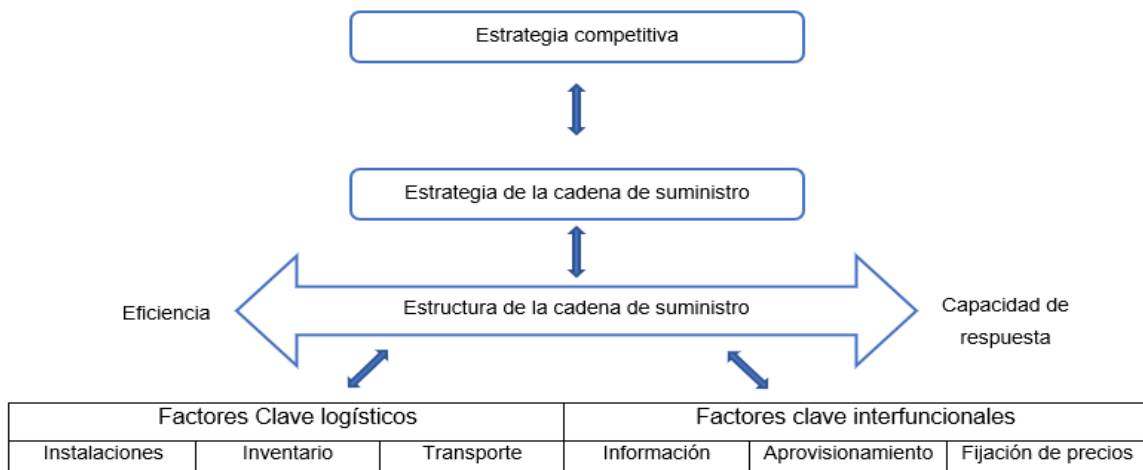 Estrategia competitiva
Estrategia de la cadena de suministro
Eficiencia
Estructura de la cadena de suministro
Capacidad de
respuesta
Factores Clave logísticos
Factores clave interfuncionales
Instalaciones
Inventario
Transporte
Información
Aprovisionamiento
Fijación de precios